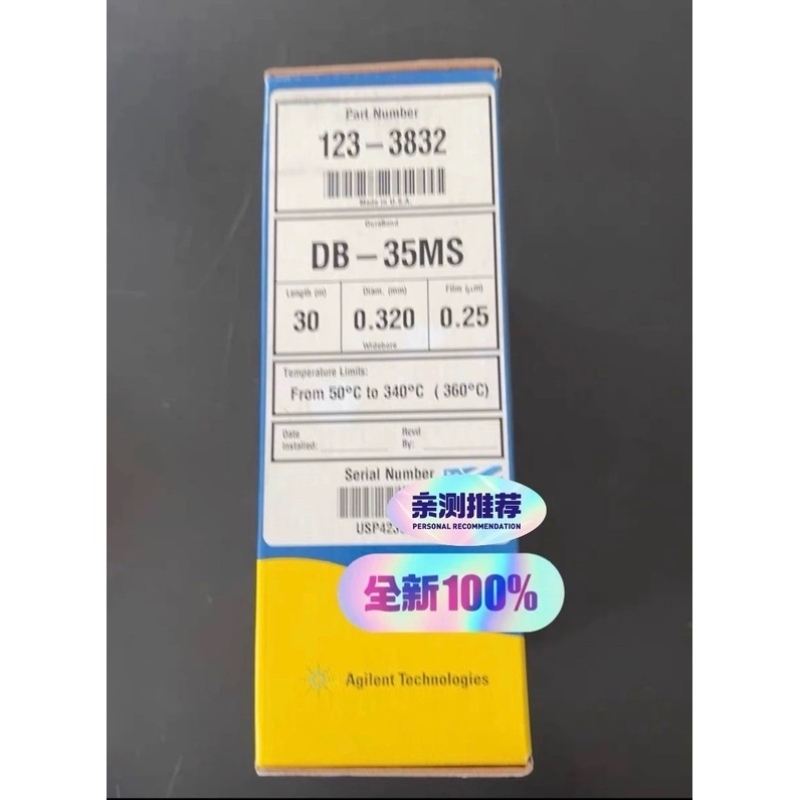 Part Number
123-3832
Made in U.S.A.
DuraBond
DB-35MS
Length (m) Diam. (mm) Film (µm)
30 0.320 0.25
Widebore
Temperature Limits:
From 50°C to 340°C (360°C)
Date Installed: Recvd By:
Serial Number
USP423
亲测推荐
PERSONAL RECOMMENDATION
全新100%
Agilent Technologies